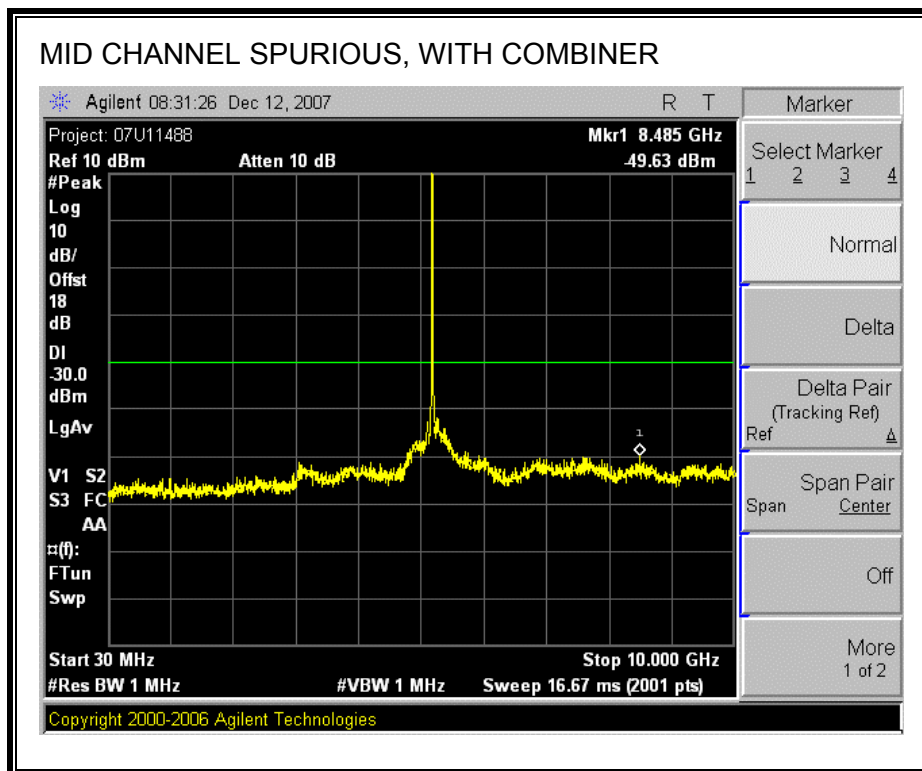 MID CHANNEL SPURIOUS, WITH COMBINER
Agilent 08:31:26 Dec 12, 2007 R T
Project: 07U11488 Mkr1 8.485 GHz
Ref 10 dBm Atten 10 dB -49.63 dBm
#Peak
Log
10
dB/
Offst
18
dB
DI
-30.0
dBm
LgAv
V1 S2
S3 FC
AA
¤(f):
FTun
Swp
1
Start 30 MHz Stop 10.000 GHz
#Res BW 1 MHz #VBW 1 MHz Sweep 16.67 ms (2001 pts)
Copyright 2000-2006 Agilent Technologies
Marker
Select Marker
1 2 3 4
Normal
Delta
Delta Pair
(Tracking Ref)
Ref Δ
Span Pair
Span Center
Off
More
1 of 2